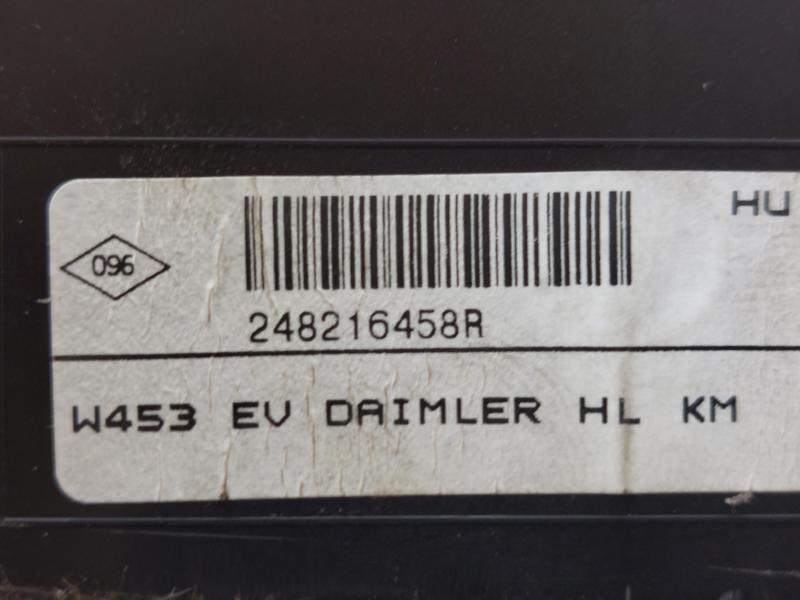 HU
096
248216458R
W453 EV DAIMLER HL KM